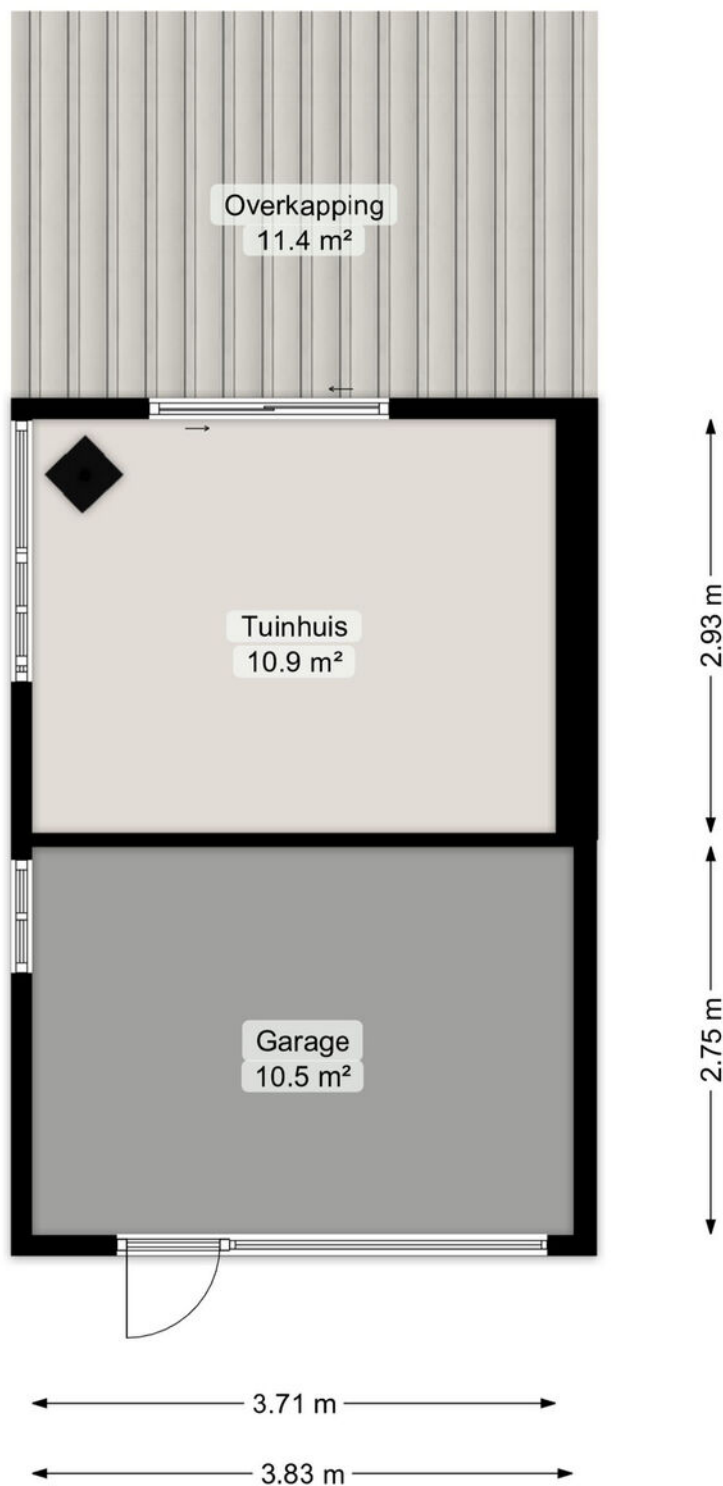 Overkapping
11.4 m²
Tuinhuis
10.9 m²
2.93 m
Garage
10.5 m²
2.75 m
3.71 m
3.83 m